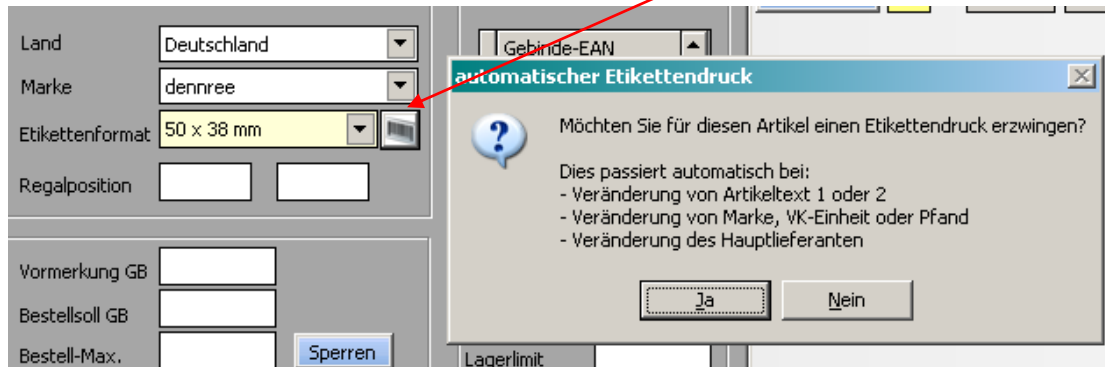 Land
Deutschland
Marke
dennree
Etikettenformat
50 x 38 mm
Regalposition
Gebinde-EAN
automatischer Etikettendruck
Möchten Sie für diesen Artikel einen Etikettendruck erzwingen?
Dies passiert automatisch bei:
- Veränderung von Artikeltext 1 oder 2
- Veränderung von Marke, VK-Einheit oder Pfand
- Veränderung des Hauptlieferanten
Ja
Nein
Vormerkung GB
Bestellsoll GB
Bestell-Max.
Sperren
Lagerlimit